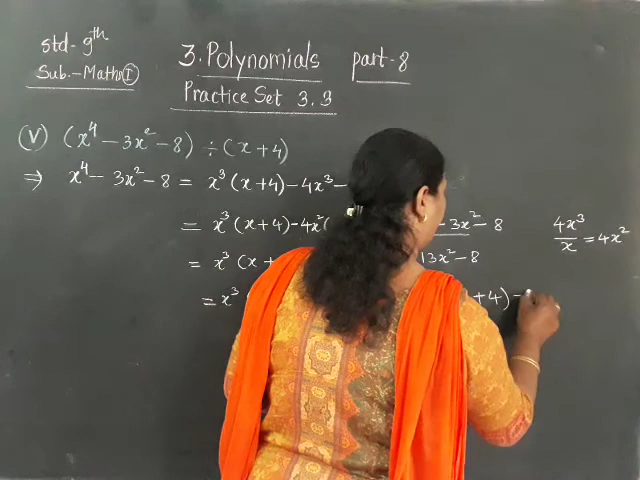 std- 9th
Sub.- Maths I
3. Polynomials part-8
Practice Set 3.3
(V) (x⁴ - 3x² - 8) ÷ (x + 4)
⇒ x⁴ - 3x² - 8 = x³ (x+4) - 4x³ -
= x³ (x+4) - 4x² ( - 3x² - 8
4x³/x = 4x²
= x³ (x+ 13x² - 8
= x³ + 4) -